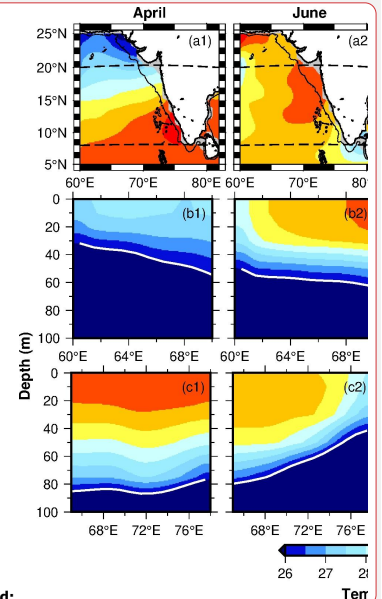 April June
25°N (a1) (a2
20°N
15°N
10°N
5°N
60°E 70°E 80°E 60°E 70°E 80
0 (b1) (b2
20
40
60
80
100
60°E 64°E 68°E 60°E 64°E 68°E
Depth (m)
0 (c1) (c2)
20
40
60
80
100
68°E 72°E 76°E 68°E 72°E 76°E
26 27 28
d: Tem